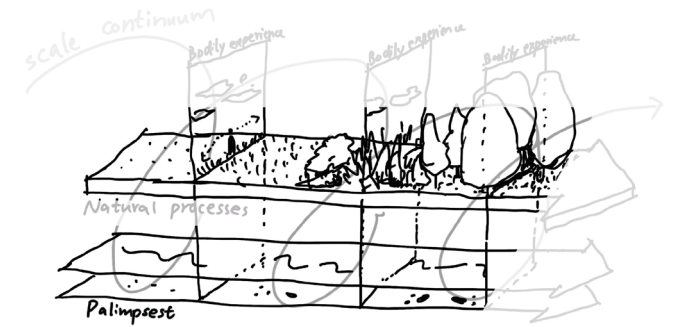 scale continuum
Bodily experience
Bodily experience
Bodily experience
Natural processes
Palimpsest